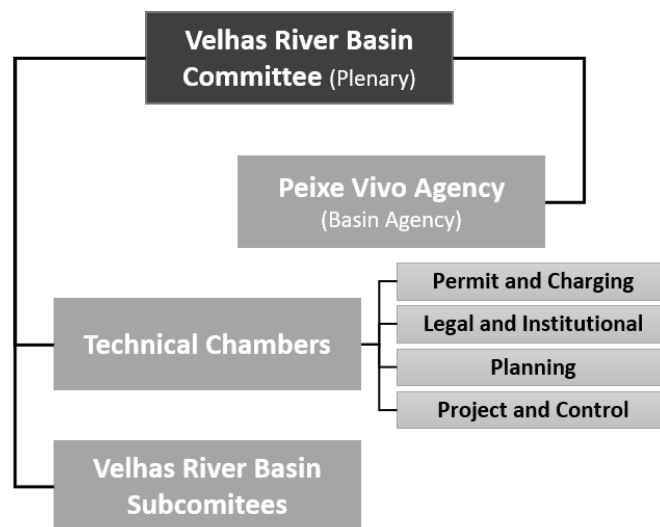 Velhas River Basin
Committee (Plenary)
Peixe Vivo Agency
(Basin Agency)
Technical Chambers
Permit and Charging
Legal and Institutional
Planning
Project and Control
Velhas River Basin
Subcomitees